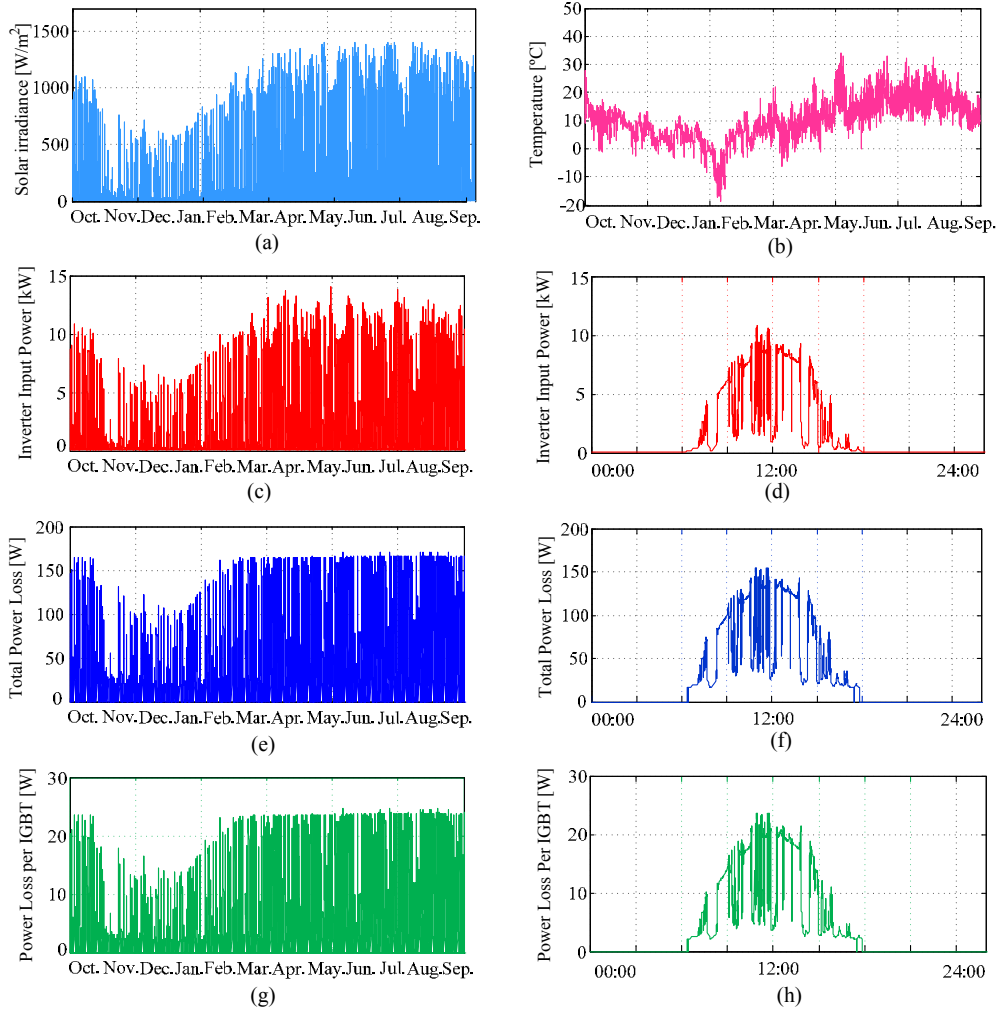 Solar irradiance [W/m²]
1500
1000
500
0
Oct. Nov. Dec. Jan. Feb. Mar. Apr. May. Jun. Jul. Aug. Sep.
(a)
Temperature [ºC]
50
40
30
20
10
0
-10
-20
Oct. Nov. Dec. Jan. Feb. Mar. Apr. May. Jun. Jul. Aug. Sep.
(b)
Inverter Input Power [kW]
15
10
5
0
Oct. Nov. Dec. Jan. Feb. Mar. Apr. May. Jun. Jul. Aug. Sep.
(c)
Inverter Input Power [kW]
15
10
5
0
00:00 12:00 24:00
(d)
Total Power Loss [W]
200
150
100
50
0
Oct. Nov. Dec. Jan. Feb. Mar. Apr. May. Jun. Jul. Aug. Sep.
(e)
Total Power Loss [W]
200
150
100
50
0
00:00 12:00 24:00
(f)
Power Loss per IGBT [W]
30
20
10
0
Oct. Nov. Dec. Jan. Feb. Mar. Apr. May. Jun. Jul. Aug. Sep.
(g)
Power Loss Per IGBT [W]
30
20
10
0
00:00 12:00 24:00
(h)